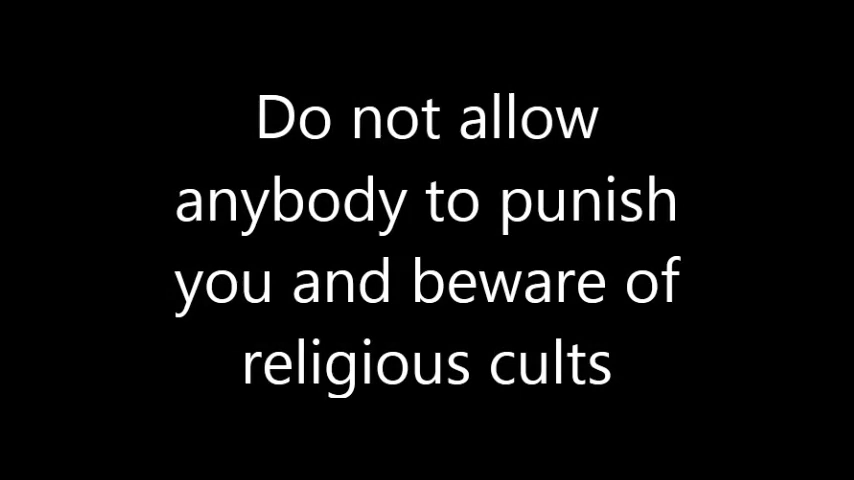 Do not allow
anybody to punish
you and beware of
religious cults